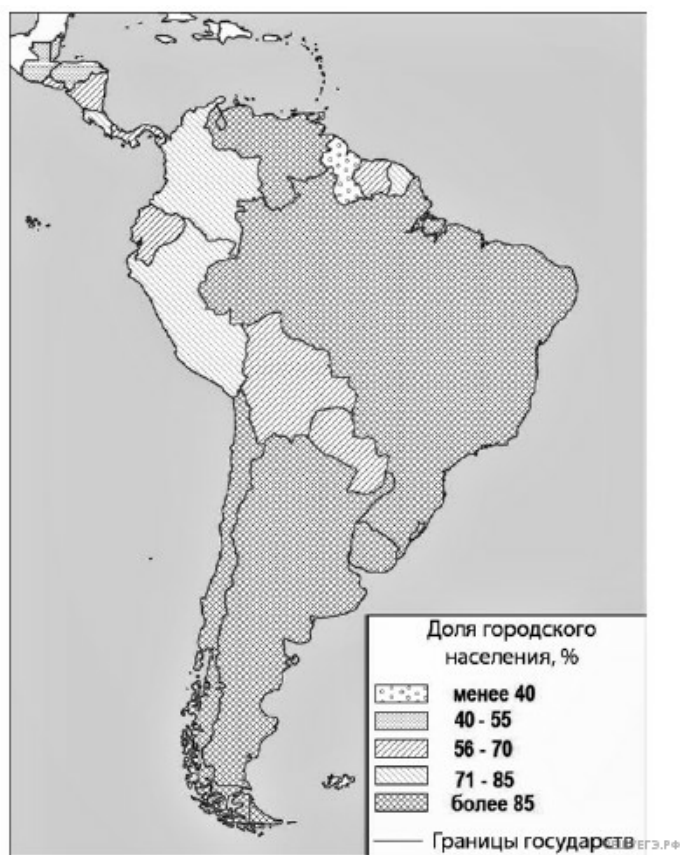 Доля городского
населения, %
менее 40
40 - 55
56 - 70
71 - 85
более 85
Границы государств